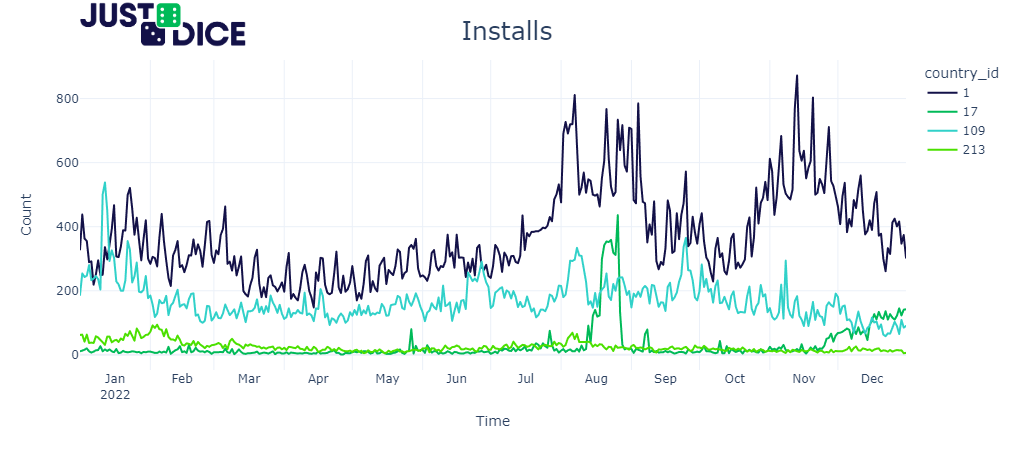 JUST
DICE
Installs
country_id
1
17
109
213
800
600
400
200
0
Count
Jan
2022
Feb
Mar
Apr
May
Jun
Jul
Aug
Sep
Oct
Nov
Dec
Time